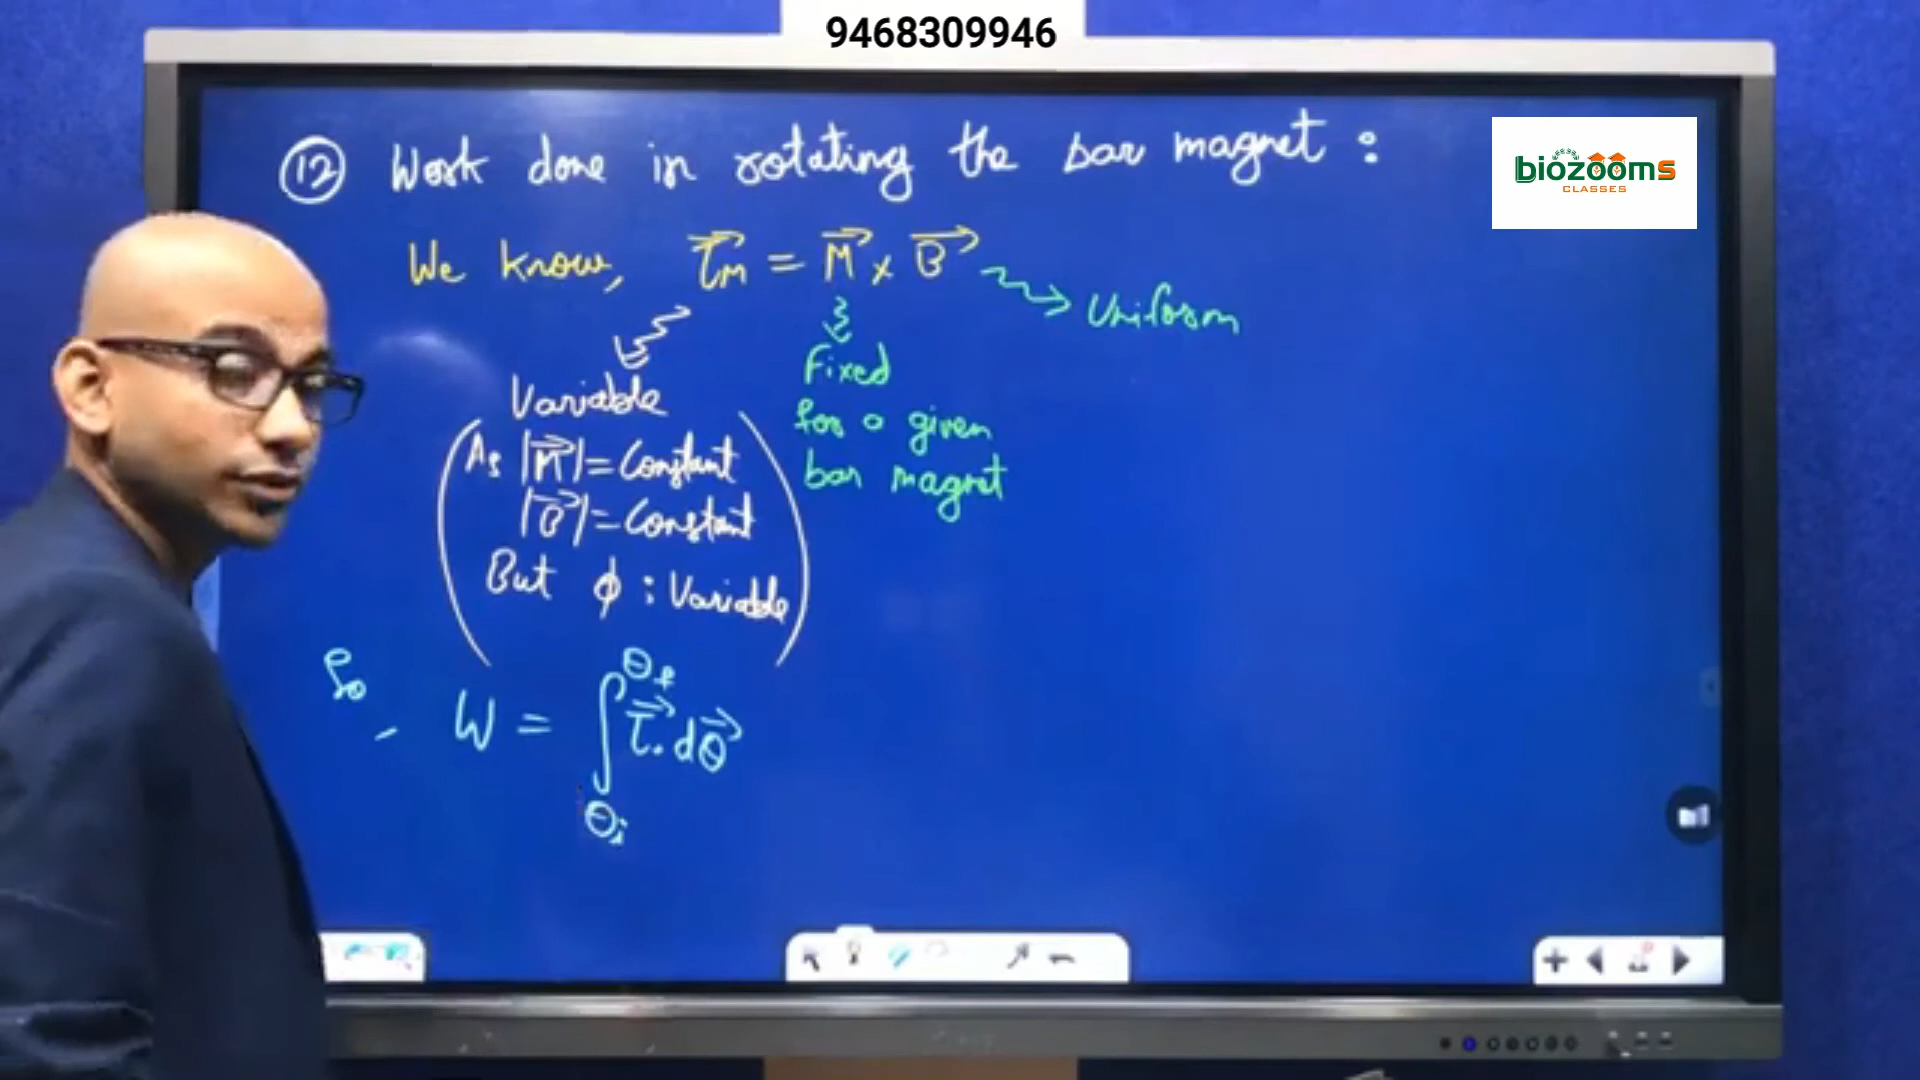 9468309946
biozooms
CLASSES
12 Work done in rotating the bar magnet :
We know, τM = M × B
Uniform
Variable
Fixed
for a given
bar magnet
As |M| = Constant
|B| = Constant
But ϕ : Variable
So, W = ∫ τ. dθ
θf
θi